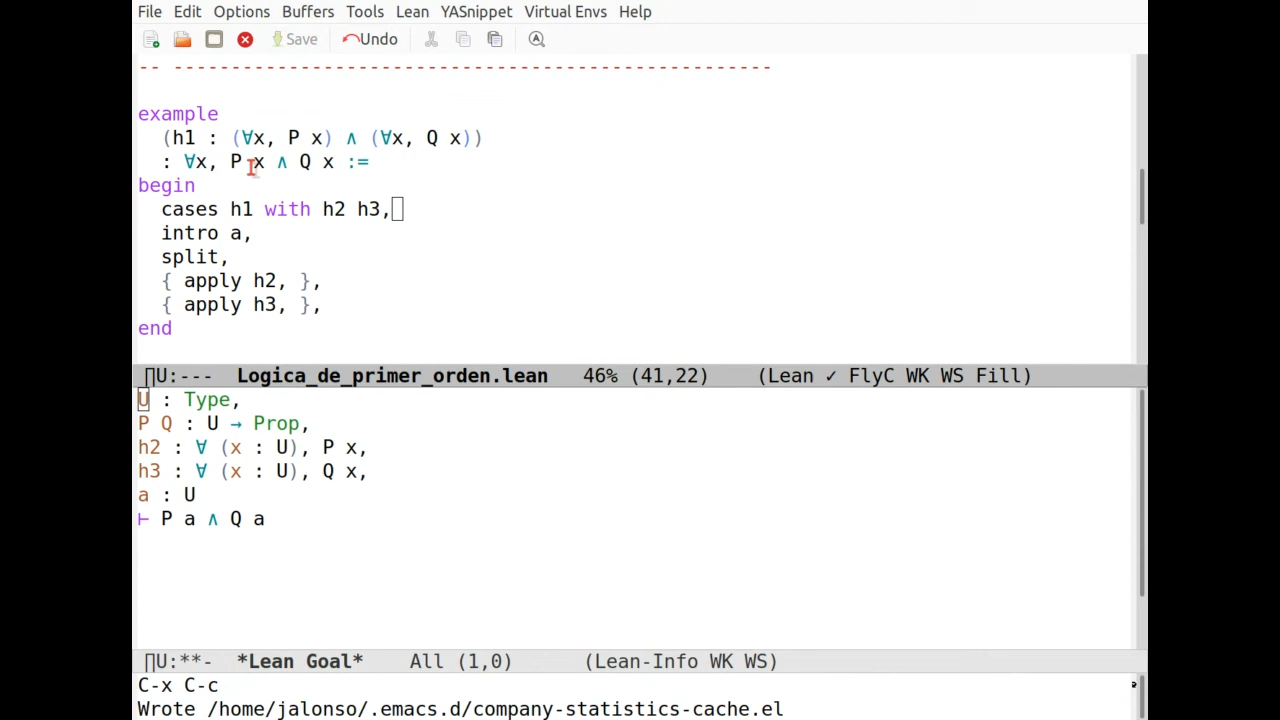 File Edit Options Buffers Tools Lean YASnippet Virtual Envs Help
Save Undo
-- ----------------------------------------------------
example
(h1 : (∀x, P x) ∧ (∀x, Q x))
: ∀x, P x ∧ Q x :=
begin
cases h1 with h2 h3,
intro a,
split,
{ apply h2, },
{ apply h3, },
end
∏U:--- Logica_de_primer_orden.lean 46% (41,22) (Lean ✓ FlyC WK WS Fill)
U : Type,
P Q : U → Prop,
h2 : ∀ (x : U), P x,
h3 : ∀ (x : U), Q x,
a : U
⊢ P a ∧ Q a
∏U:**- *Lean Goal* All (1,0) (Lean-Info WK WS)
C-x C-c
Wrote /home/jalonso/.emacs.d/company-statistics-cache.el